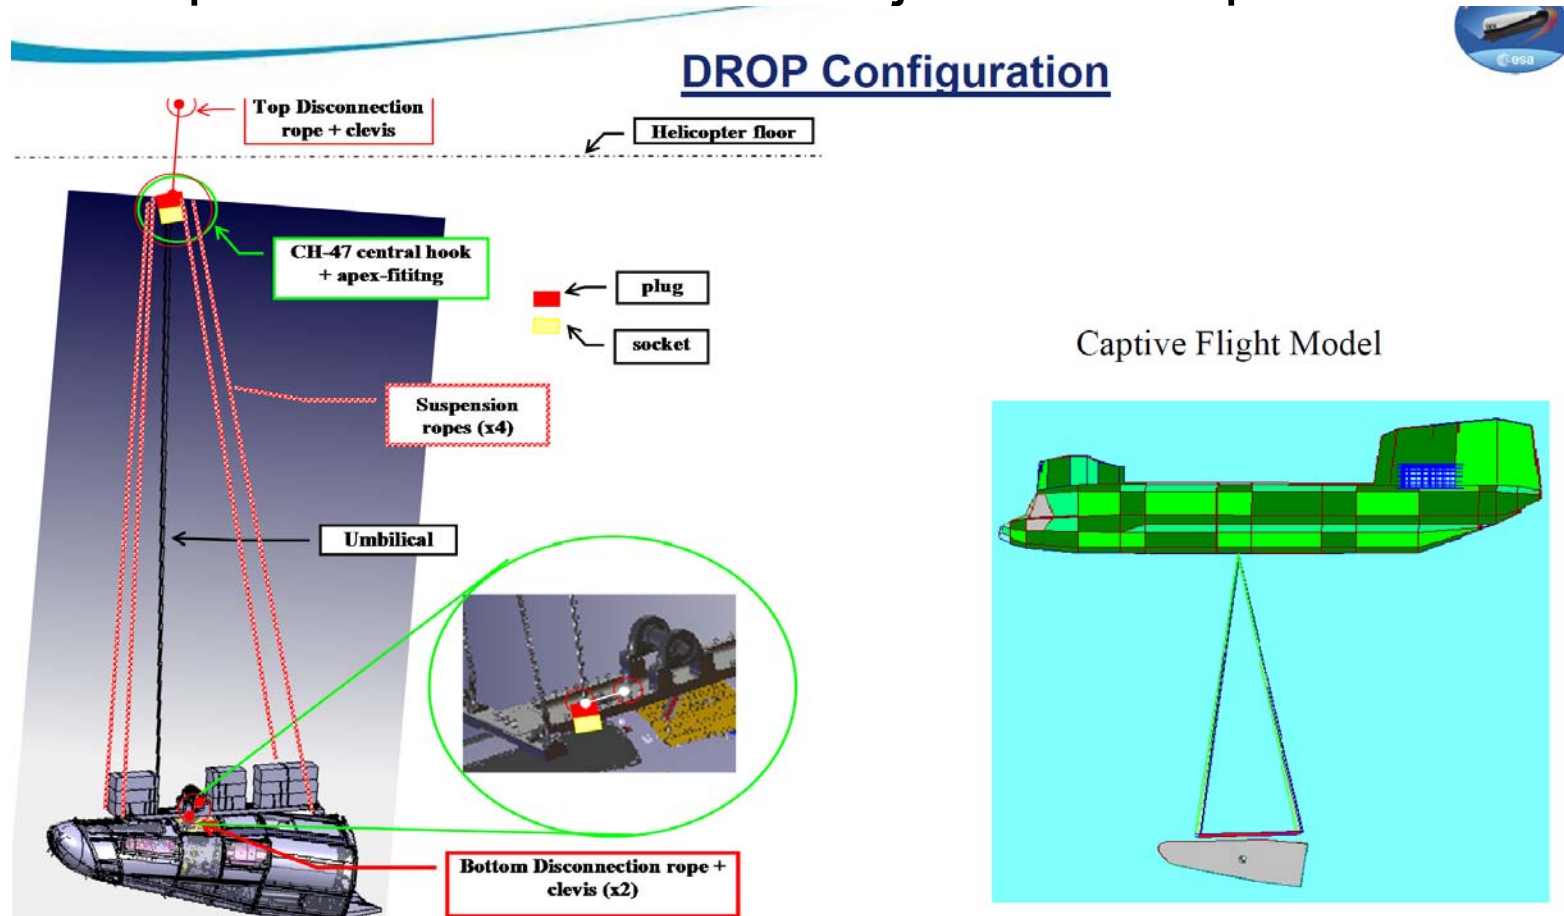 DROP Configuration
esa
Top Disconnection
rope + clevis
Helicopter floor
CH-47 central hook
+ apex-fititng
plug
socket
Captive Flight Model
Suspension
ropes (x4)
Umbilical
Bottom Disconnection rope +
clevis (x2)